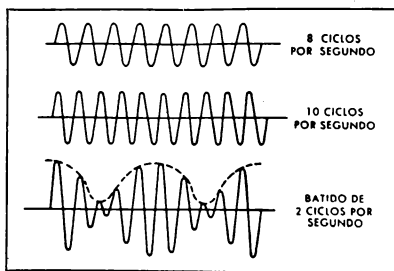 8 CICLOS
POR SEGUNDO
10 CICLOS
POR SEGUNDO
BATIDO DE
2 CICLOS POR
SEGUNDO